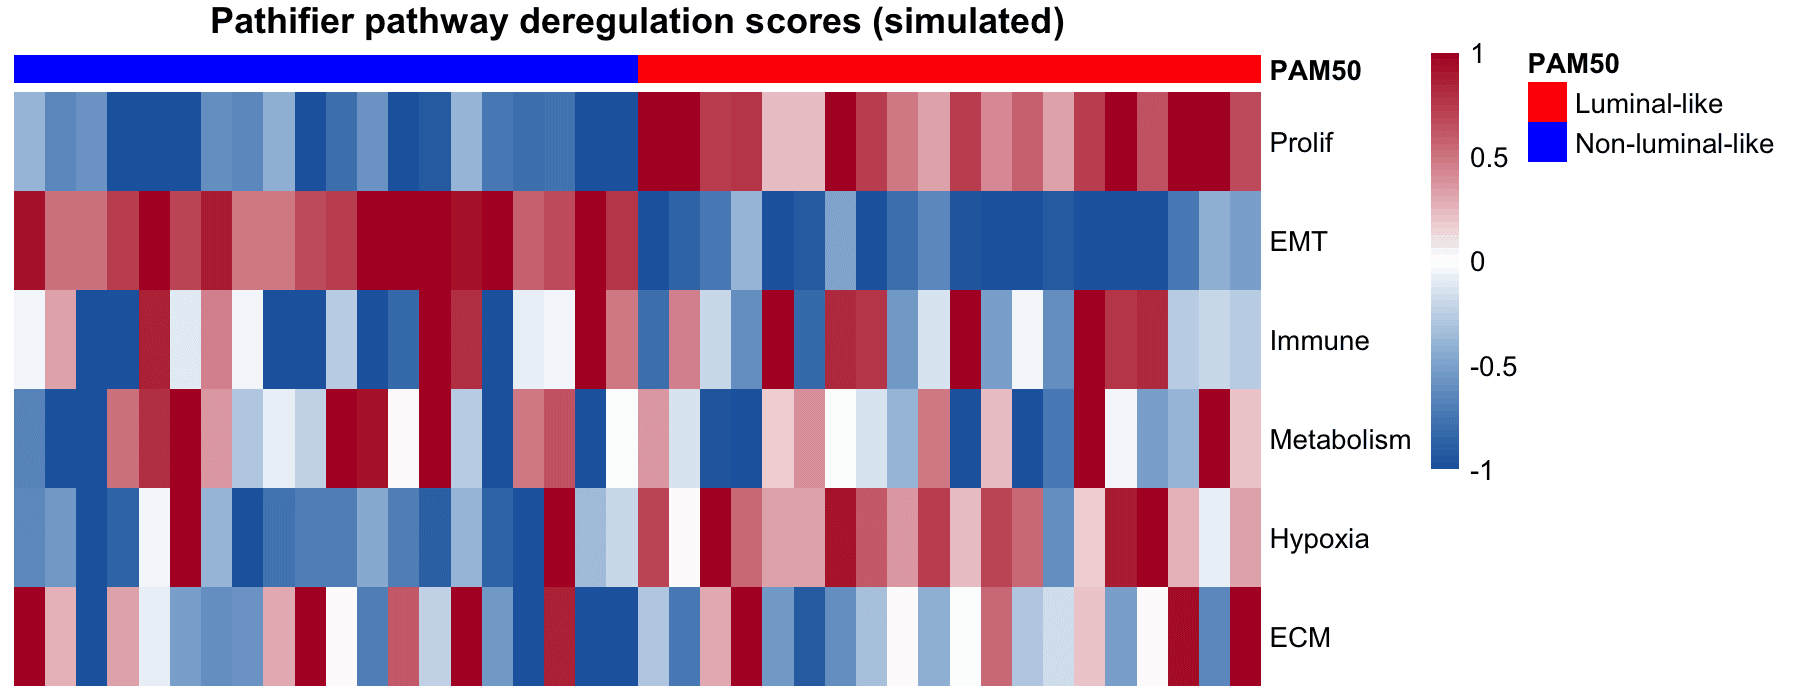 Pathifier pathway deregulation scores (simulated)
PAM50
Prolif
EMT
Immune
Metabolism
Hypoxia
ECM
1
0.5
0
-0.5
-1
PAM50
Luminal-like
Non-luminal-like